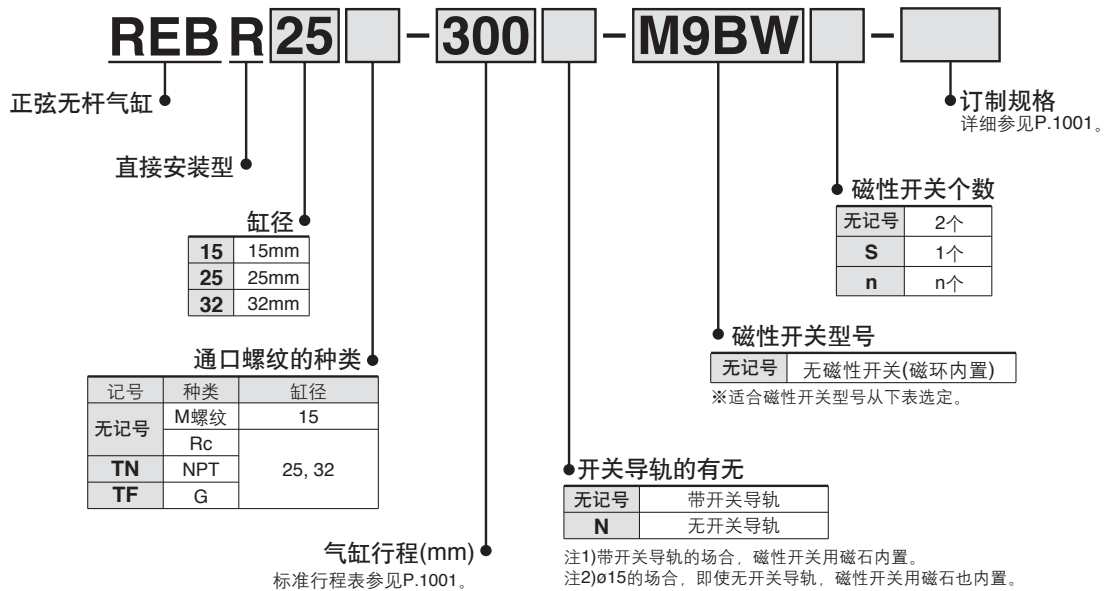 REB R 25 - 300 - M9BW -
正弦无杆气缸
直接安装型
缸径
15 15mm
25 25mm
32 32mm
通口螺纹的种类
记号 种类 缸径
无记号 M螺纹 15
Rc 25, 32
TN NPT
TF G
气缸行程(mm)
标准行程表参见P.1001。
订制规格
详细参见P.1001。
磁性开关个数
无记号 2个
S 1个
n n个
磁性开关型号
无记号 无磁性开关(磁环内置)
※适合磁性开关型号从下表选定。
开关导轨的有无
无记号 带开关导轨
N 无开关导轨
注1)带开关导轨的场合，磁性开关用磁石内置。
注2)ø15的场合，即使无开关导轨，磁性开关用磁石也内置。